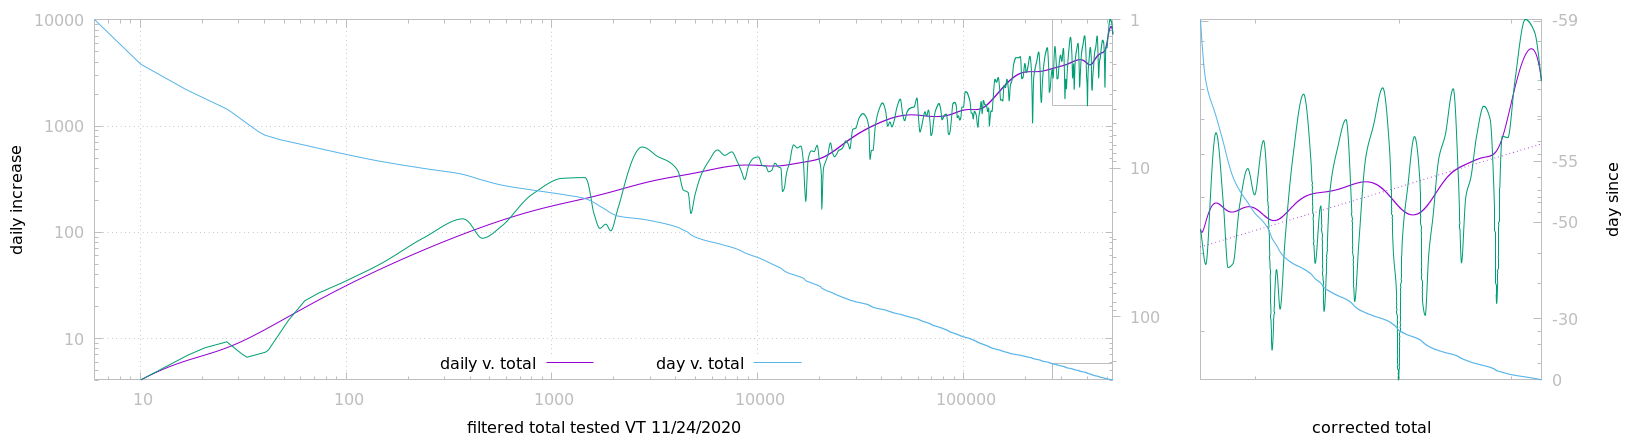 10000
1000
100
10
daily increase
10
100
1000
10000
100000
filtered total tested VT 11/24/2020
daily v. total
day v. total
1
10
100
-59
-55
-50
-30
0
day since
corrected total